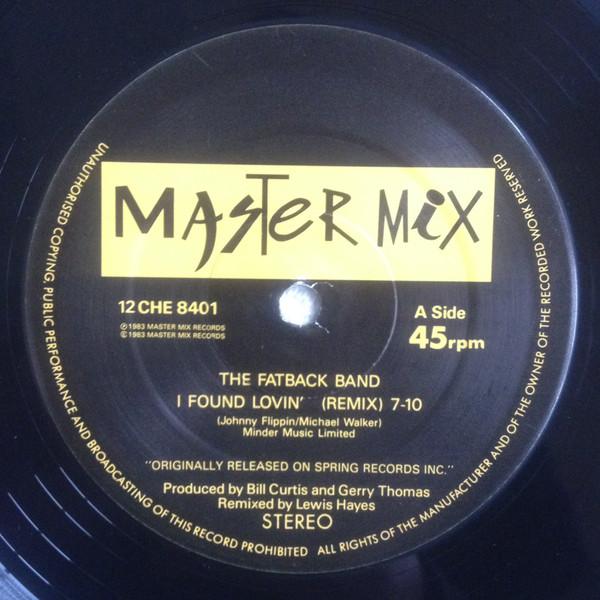 MASTER MiX
12 CHE 8401
℗ 1983 MASTER MIX RECORDS
© 1983 MASTER MIX RECORDS
A Side
45rpm
THE FATBACK BAND
I FOUND LOVIN' (REMIX) 7-10
(Johnny Flippin/Michael Walker)
Minder Music Limited
"ORIGINALLY RELEASED ON SPRING RECORDS INC."
Produced by Bill Curtis and Gerry Thomas
Remixed by Lewis Hayes
STEREO
UNAUTHORISED COPYING, PUBLIC PERFORMANCE AND BROADCASTING OF THIS RECORD PROHIBITED ALL RIGHTS OF THE MANUFACTURER AND OF THE OWNER OF THE RECORDED WORK RESERVED